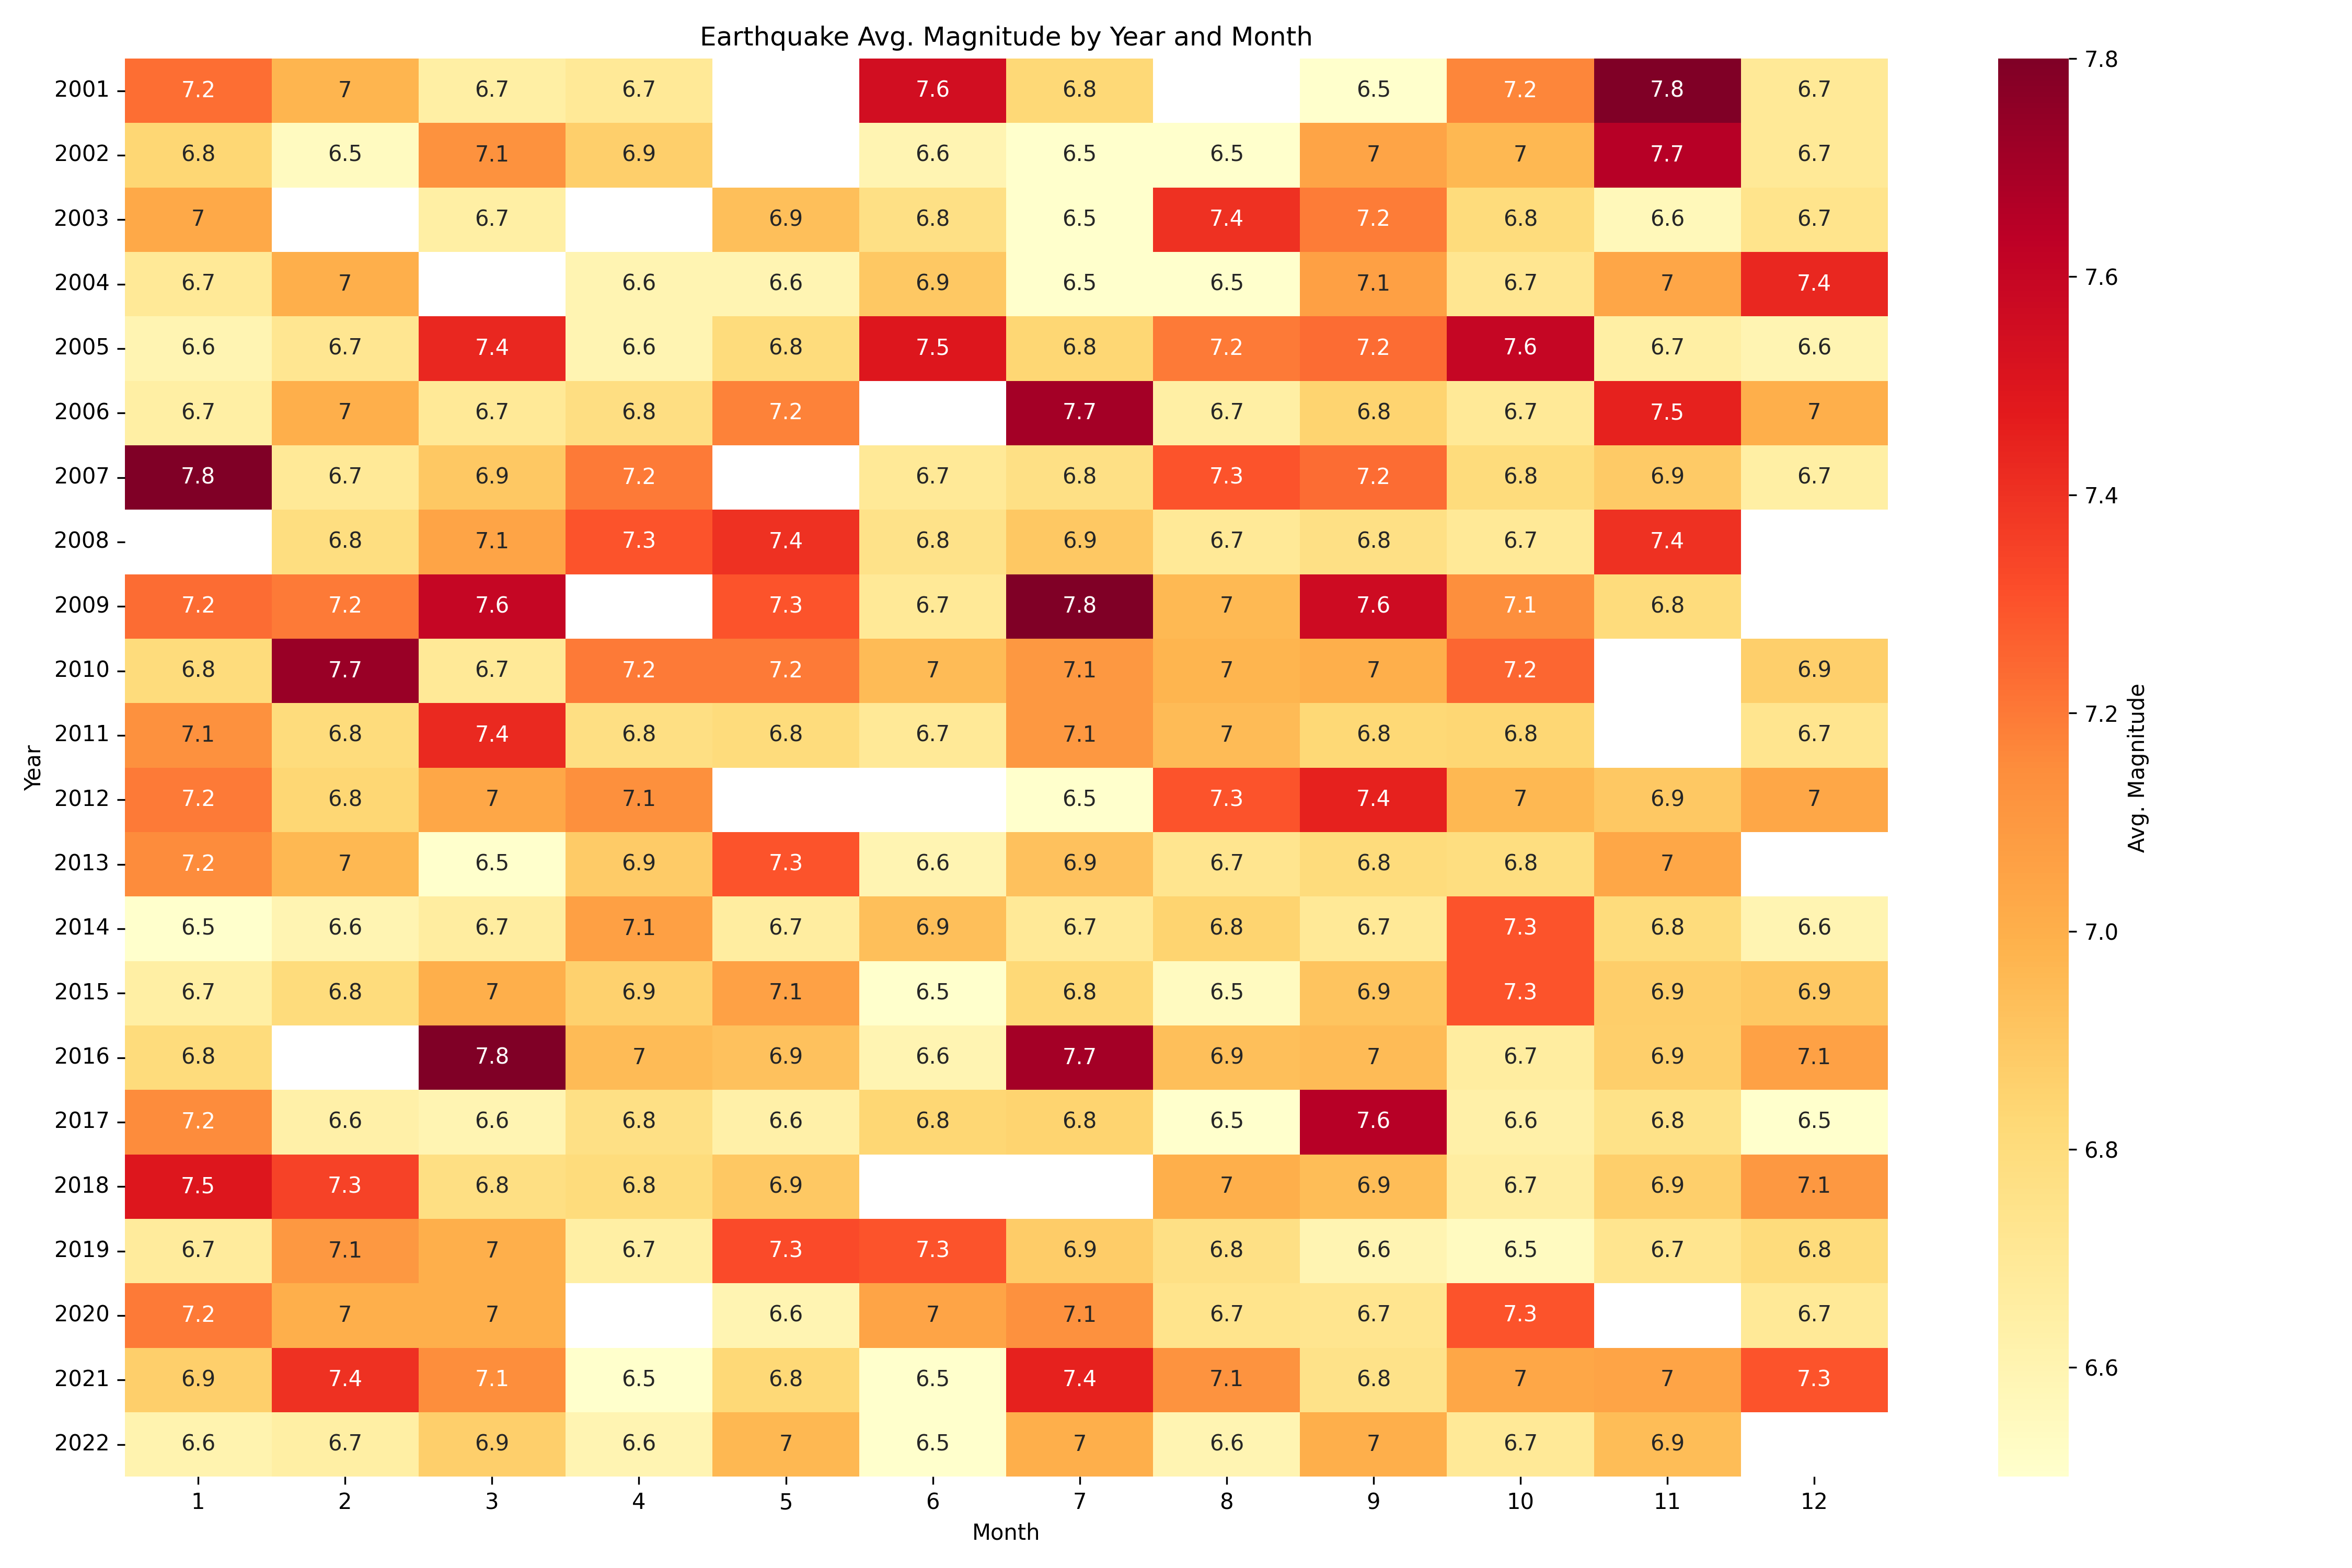 Earthquake Avg. Magnitude by Year and Month
2001 7.2 7 6.7 6.7 7.6 6.8 6.5 7.2 7.8 6.7
2002 6.8 6.5 7.1 6.9 6.6 6.5 6.5 7 7 7.7 6.7
2003 7 6.7 6.9 6.8 6.5 7.4 7.2 6.8 6.6 6.7
2004 6.7 7 6.6 6.6 6.9 6.5 6.5 7.1 6.7 7 7.4
2005 6.6 6.7 7.4 6.6 6.8 7.5 6.8 7.2 7.2 7.6 6.7 6.6
2006 6.7 7 6.7 6.8 7.2 7.7 6.7 6.8 6.7 7.5 7
2007 7.8 6.7 6.9 7.2 6.7 6.8 7.3 7.2 6.8 6.9 6.7
2008 6.8 7.1 7.3 7.4 6.8 6.9 6.7 6.8 6.7 7.4
2009 7.2 7.2 7.6 7.3 6.7 7.8 7 7.6 7.1 6.8
2010 6.8 7.7 6.7 7.2 7.2 7 7.1 7 7 7.2 6.9
2011 7.1 6.8 7.4 6.8 6.8 6.7 7.1 7 6.8 6.8 6.7
2012 7.2 6.8 7 7.1 6.5 7.3 7.4 7 6.9 7
2013 7.2 7 6.5 6.9 7.3 6.6 6.9 6.7 6.8 6.8 7
2014 6.5 6.6 6.7 7.1 6.7 6.9 6.7 6.8 6.7 7.3 6.8 6.6
2015 6.7 6.8 7 6.9 7.1 6.5 6.8 6.5 6.9 7.3 6.9 6.9
2016 6.8 7.8 7 6.9 6.6 7.7 6.9 7 6.7 6.9 7.1
2017 7.2 6.6 6.6 6.8 6.6 6.8 6.8 6.5 7.6 6.6 6.8 6.5
2018 7.5 7.3 6.8 6.8 6.9 7 6.9 6.7 6.9 7.1
2019 6.7 7.1 7 6.7 7.3 7.3 6.9 6.8 6.6 6.5 6.7 6.8
2020 7.2 7 7 6.6 7 7.1 6.7 6.7 7.3 6.7
2021 6.9 7.4 7.1 6.5 6.8 6.5 7.4 7.1 6.8 7 7 7.3
2022 6.6 6.7 6.9 6.6 7 6.5 7 6.6 7 6.7 6.9
1 2 3 4 5 6 7 8 9 10 11 12
Month
Year
7.8
7.6
7.4
7.2
7.0
6.8
6.6
Avg. Magnitude